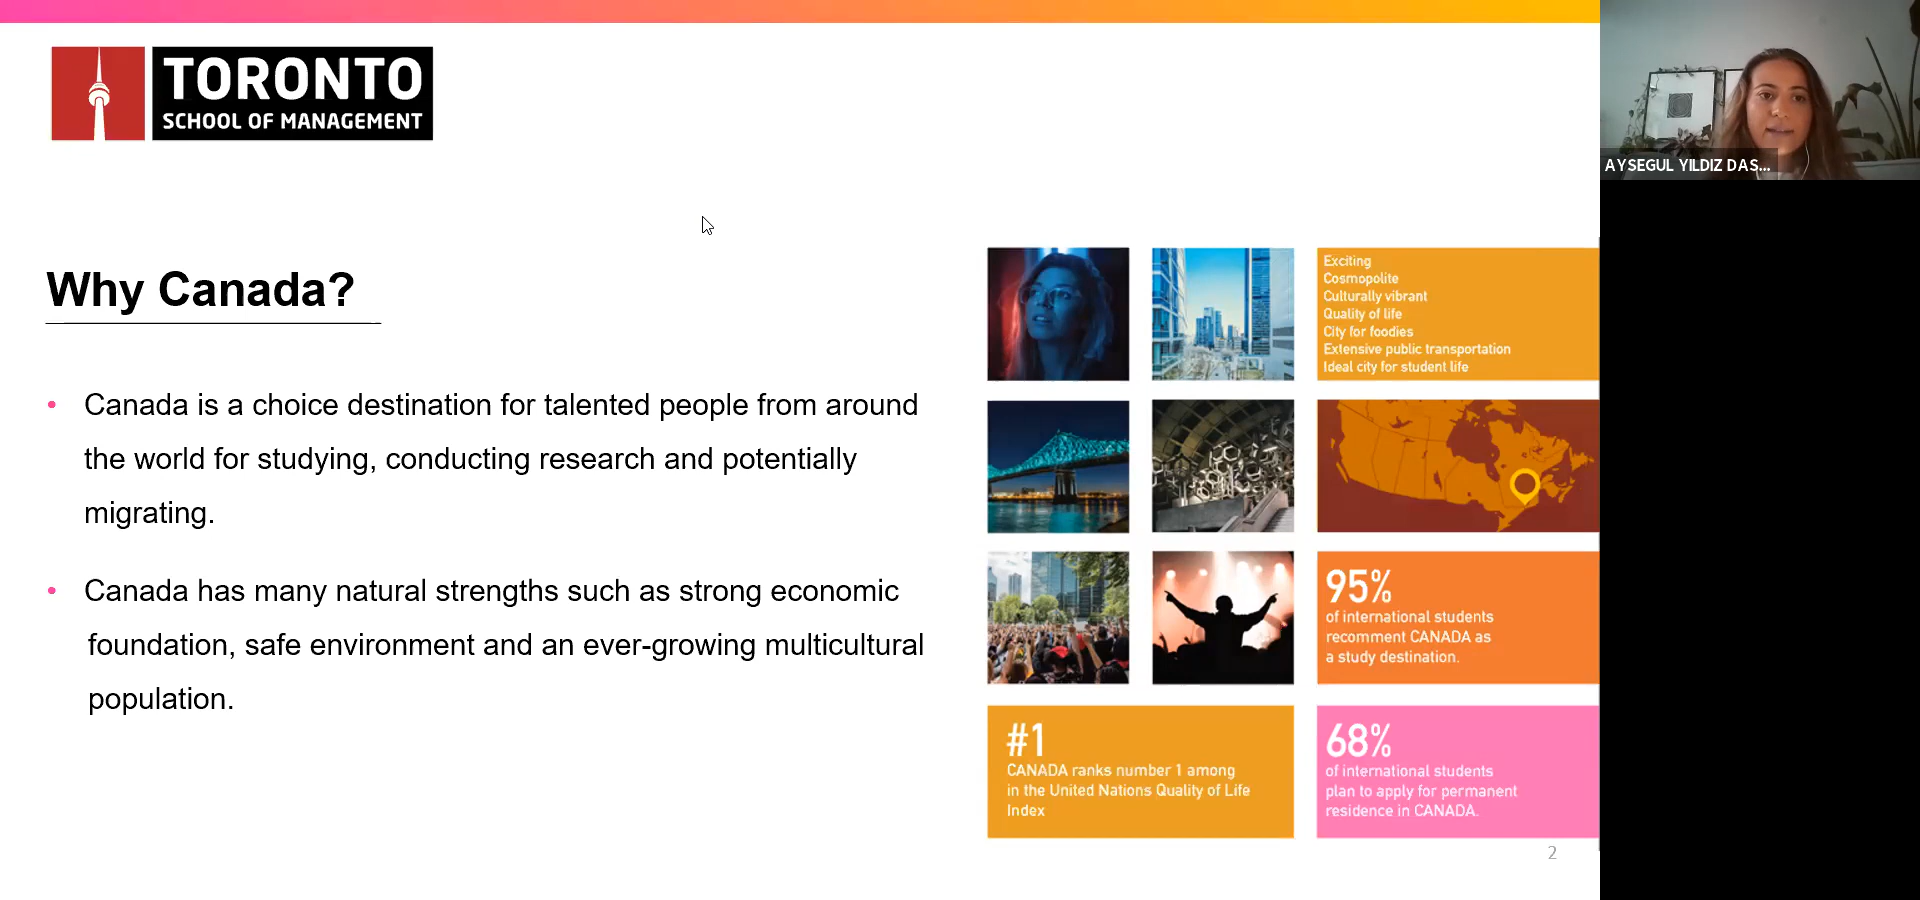 TORONTO
SCHOOL OF MANAGEMENT
AYSEGUL YILDIZ DAS...
Why Canada?
• Canada is a choice destination for talented people from around
the world for studying, conducting research and potentially
migrating.
• Canada has many natural strengths such as strong economic
foundation, safe environment and an ever-growing multicultural
population.
Exciting
Cosmopolite
Culturally vibrant
Quality of life
City for foodies
Extensive public transportation
Ideal city for student life
95%
of international students
recomment CANADA as
a study destination.
#1
CANADA ranks number 1 among
in the United Nations Quality of Life
Index
68%
of international students
plan to apply for permanent
residence in CANADA.
2